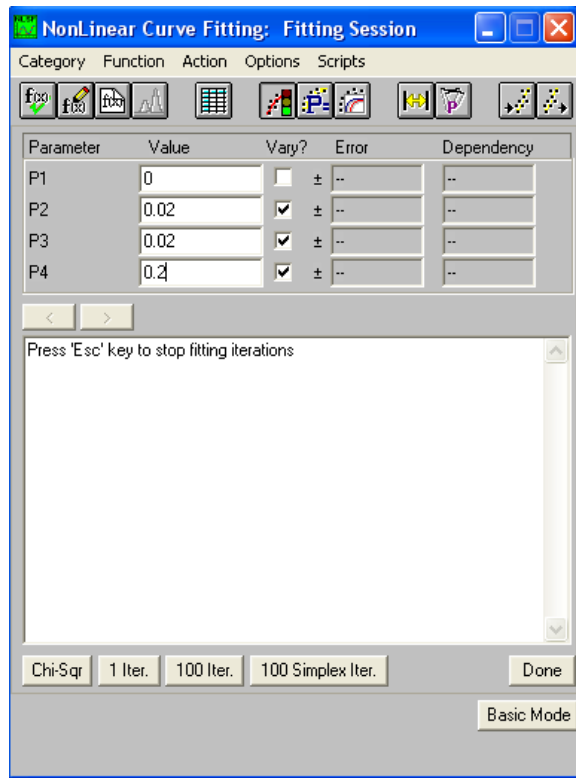 NonLinear Curve Fitting: Fitting Session
Category Function Action Options Scripts
Parameter Value Vary? Error Dependency
P1 0 ± -- --
P2 0.02 ± -- --
P3 0.02 ± -- --
P4 0.2 ± -- --
< >
Press 'Esc' key to stop fitting iterations
Chi-Sqr 1 Iter. 100 Iter. 100 Simplex Iter. Done
Basic Mode